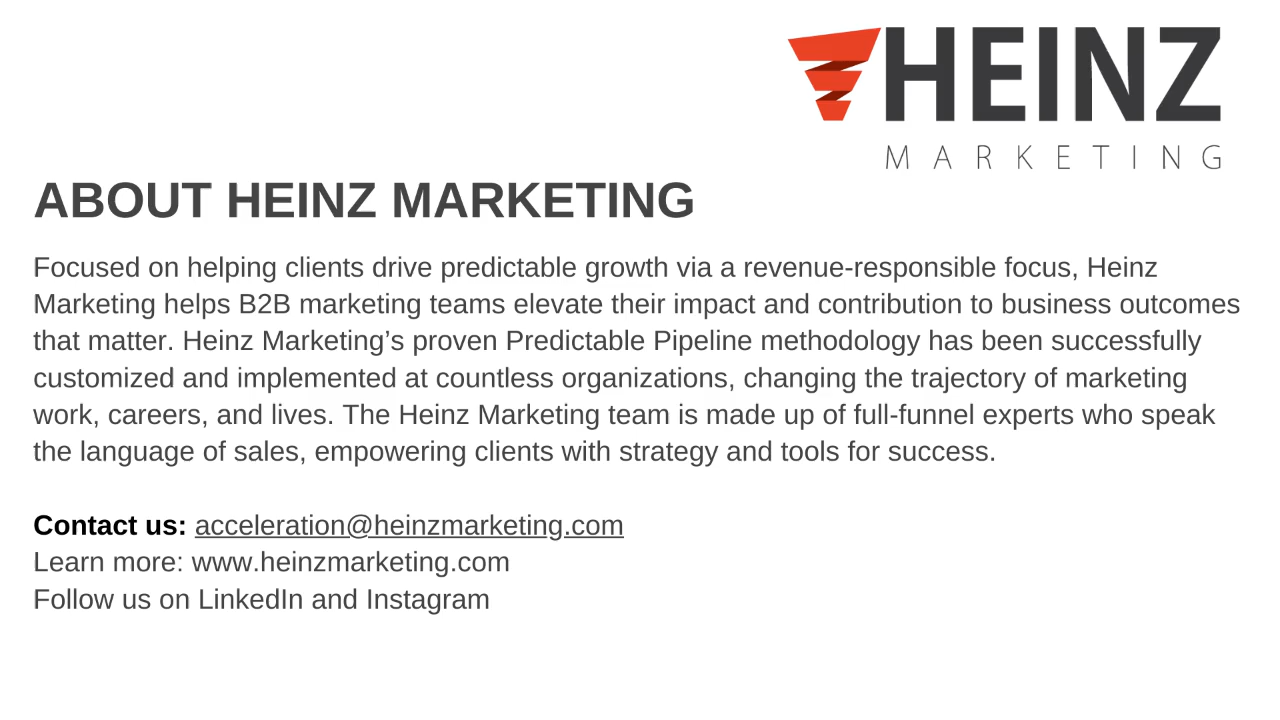 HEINZ
MARKETING
ABOUT HEINZ MARKETING
Focused on helping clients drive predictable growth via a revenue-responsible focus, Heinz
Marketing helps B2B marketing teams elevate their impact and contribution to business outcomes
that matter. Heinz Marketing’s proven Predictable Pipeline methodology has been successfully
customized and implemented at countless organizations, changing the trajectory of marketing
work, careers, and lives. The Heinz Marketing team is made up of full-funnel experts who speak
the language of sales, empowering clients with strategy and tools for success.
Contact us: acceleration@heinzmarketing.com
Learn more: www.heinzmarketing.com
Follow us on LinkedIn and Instagram